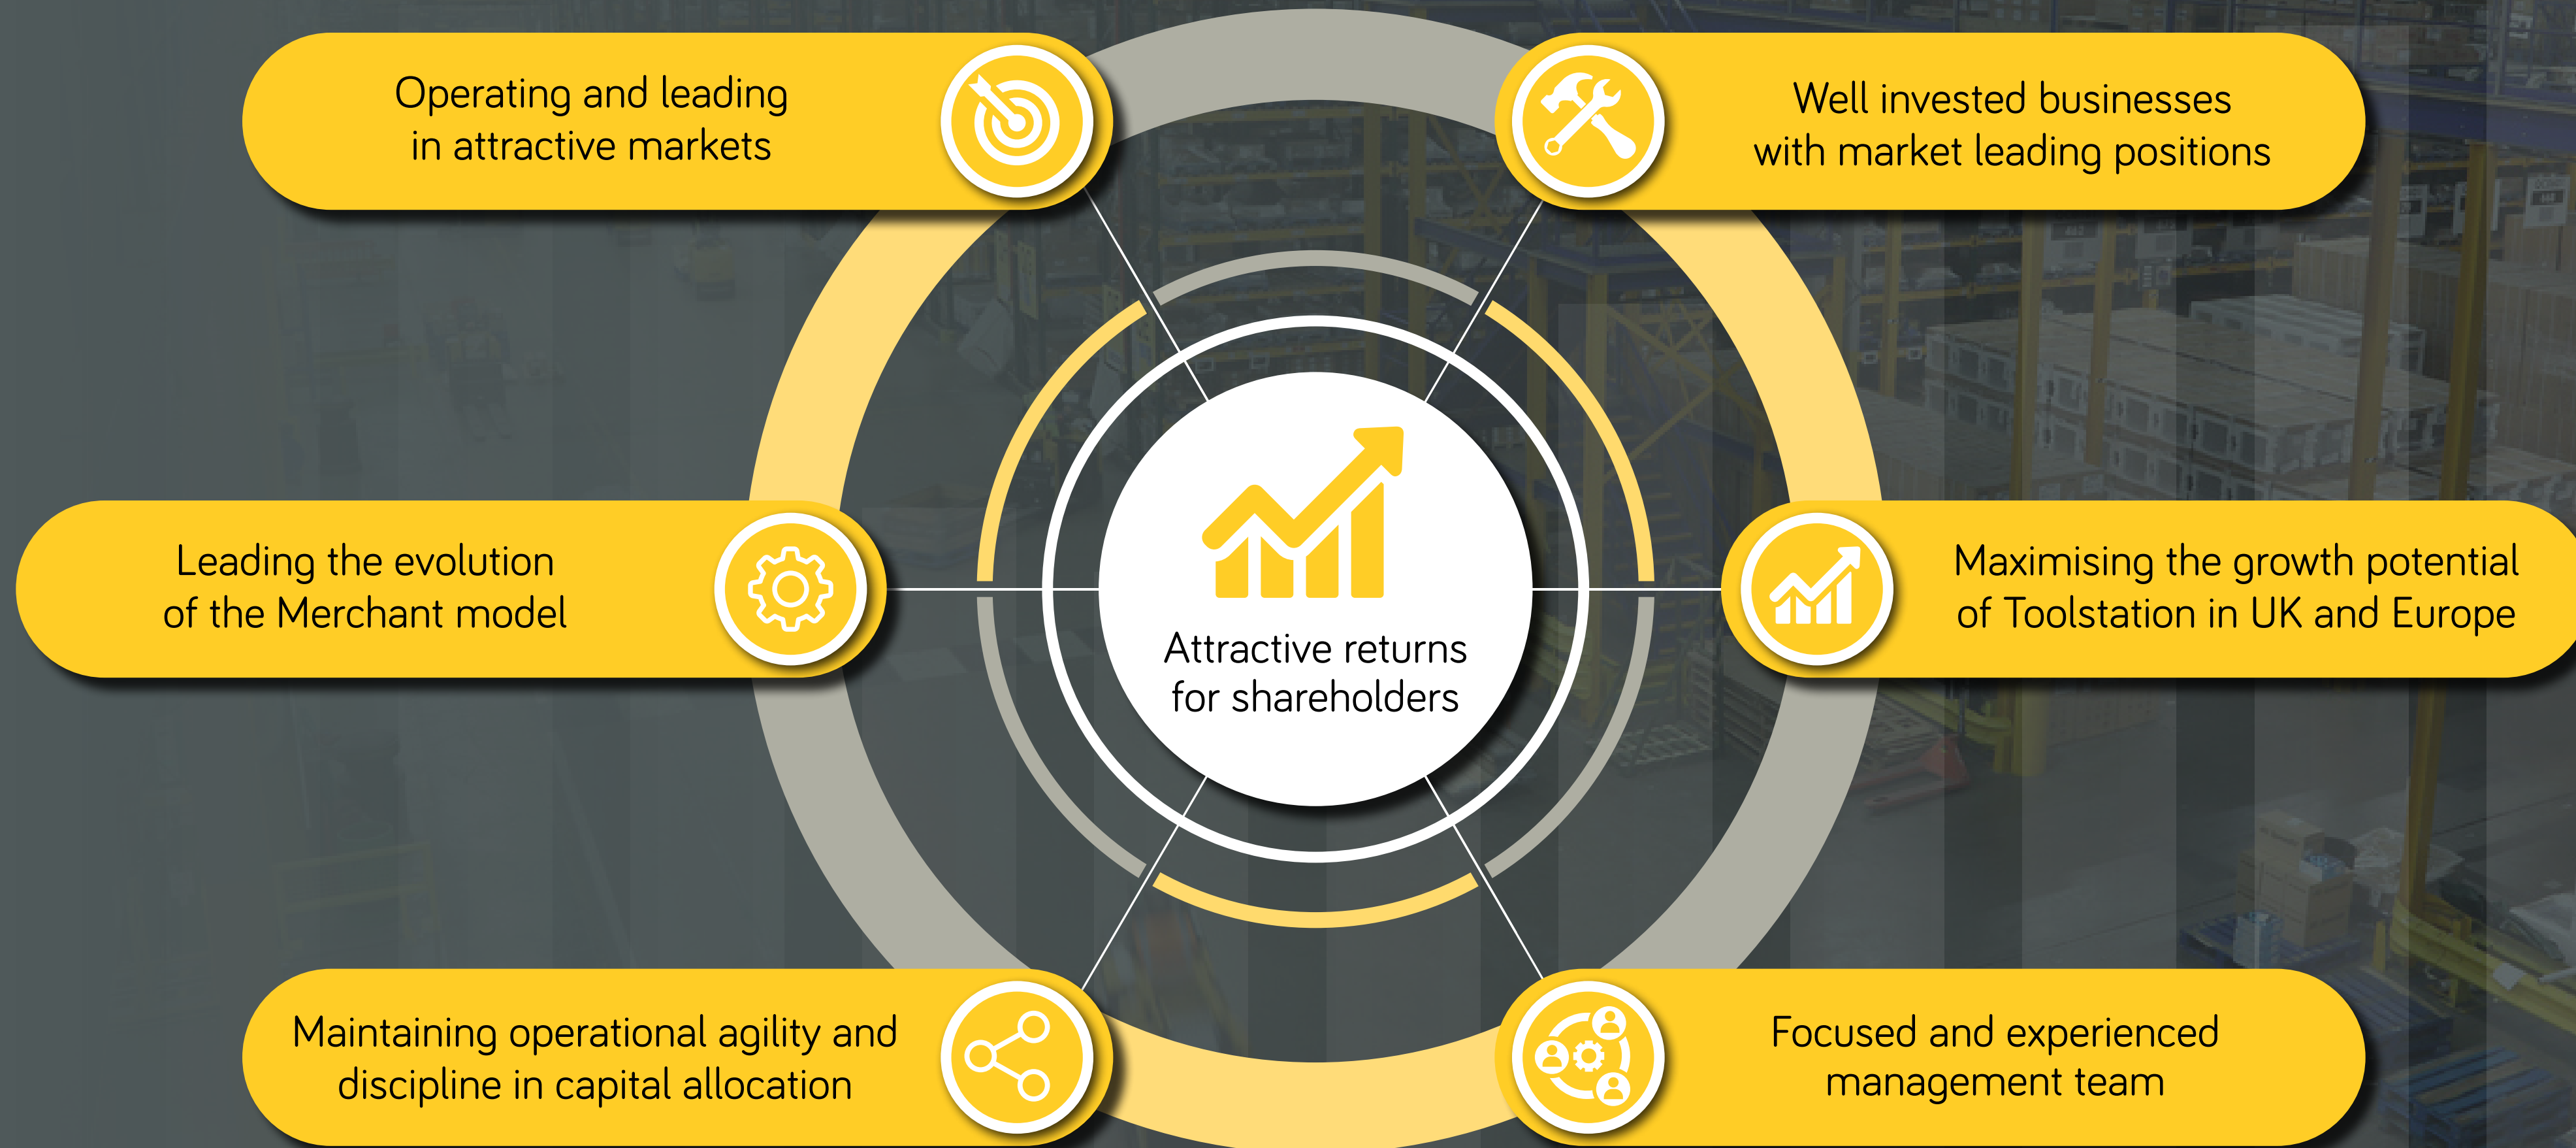 Operating and leading
in attractive markets
Well invested businesses
with market leading positions
Leading the evolution
of the Merchant model
Attractive returns
for shareholders
Maximising the growth potential
of Toolstation in UK and Europe
Maintaining operational agility and
discipline in capital allocation
Focused and experienced
management team